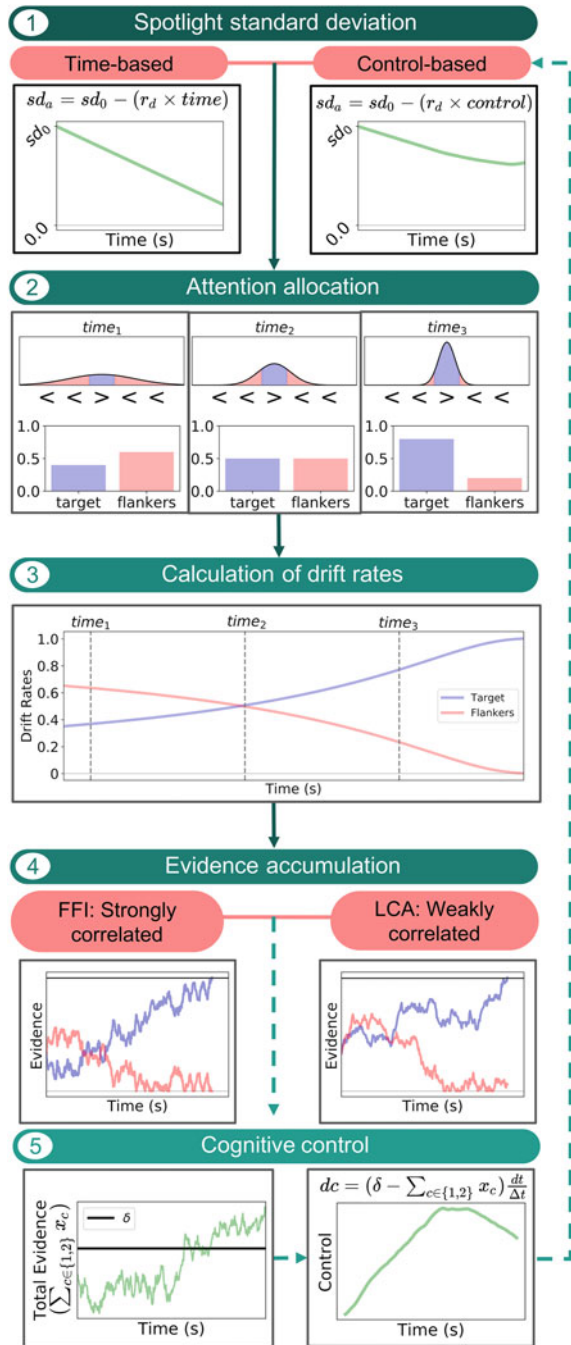 1 Spotlight standard deviation
Time-based
Control-based
sd_a = sd_0 − (r_d × time)
sd_0
0.0
Time (s)
sd_a = sd_0 − (r_d × control)
sd_0
0.0
Time (s)
2 Attention allocation
time_1
< < > < <
1.0
0.5
0.0
target flankers
time_2
< < > < <
1.0
0.5
0.0
target flankers
time_3
< < > < <
1.0
0.5
0.0
target flankers
3 Calculation of drift rates
time_1 time_2 time_3
Drift Rates
1.0
0.8
0.6
0.4
0.2
0
Target
Flankers
Time (s)
4 Evidence accumulation
FFI: Strongly
correlated
LCA: Weakly
correlated
Evidence
Time (s)
Evidence
Time (s)
5 Cognitive control
Total Evidence
(∑_{c∈{1,2}} x_c)
δ
Time (s)
dc = (δ − ∑_{c∈{1,2}} x_c) dt/Δt
Control
Time (s)